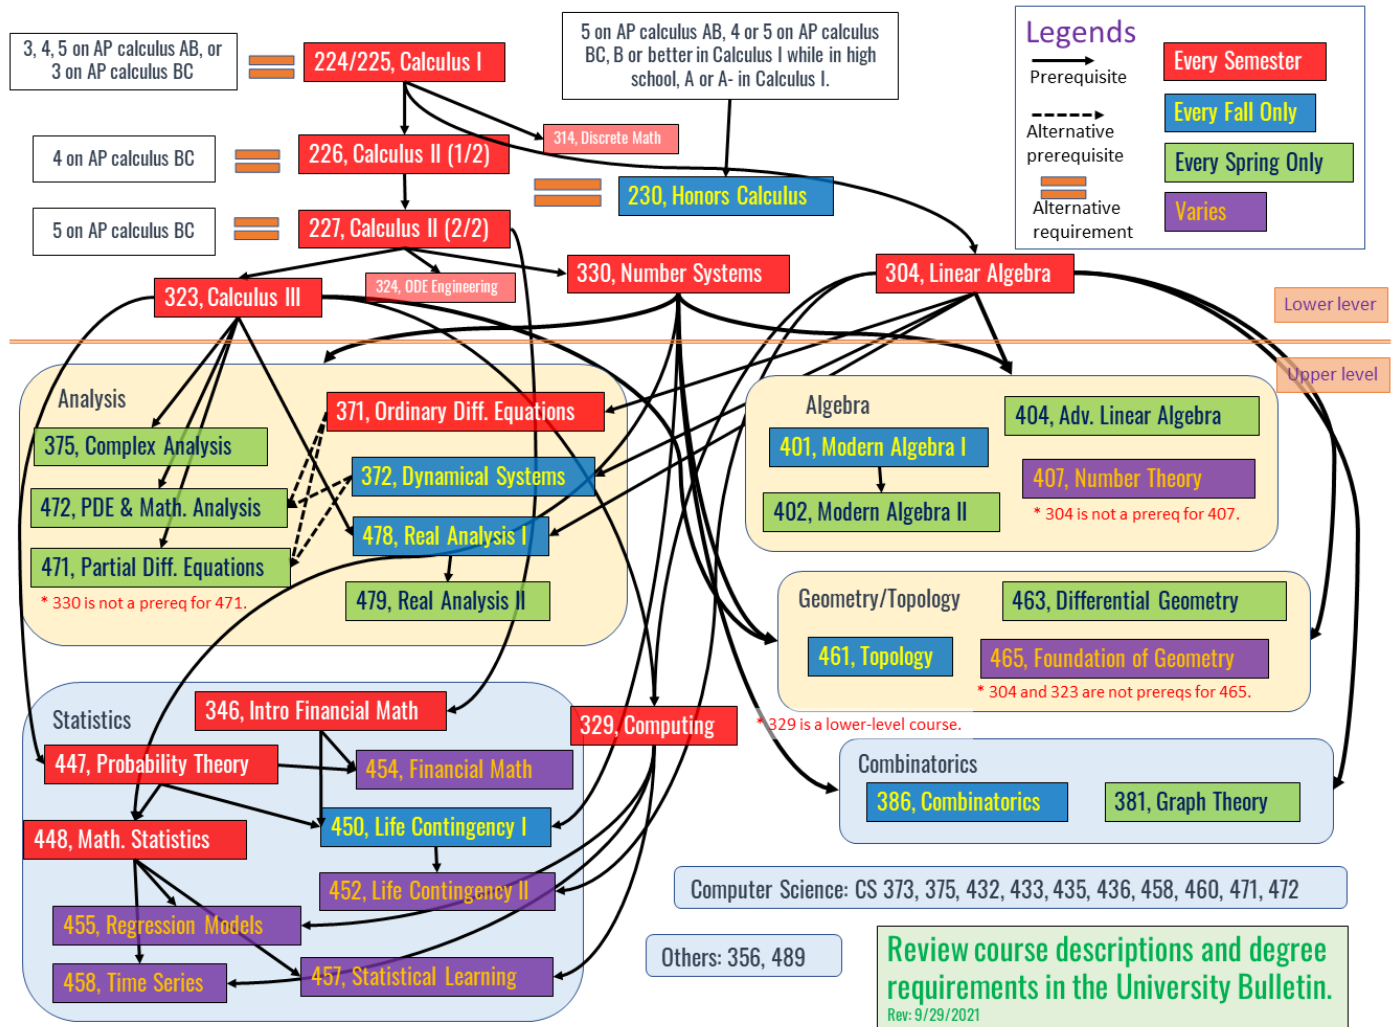 3, 4, 5 on AP calculus AB, or
3 on AP calculus BC
224/225, Calculus I
5 on AP calculus AB, 4 or 5 on AP calculus
BC, B or better in Calculus I while in high
school, A or A- in Calculus I.
Legends
Prerequisite
Alternative
prerequisite
Alternative
requirement
Every Semester
Every Fall Only
Every Spring Only
Varies
4 on AP calculus BC
226, Calculus II (1/2)
314, Discrete Math
230, Honors Calculus
5 on AP calculus BC
227, Calculus II (2/2)
323, Calculus III
324, ODE Engineering
330, Number Systems
304, Linear Algebra
Lower lever
Upper level
Analysis
371, Ordinary Diff. Equations
375, Complex Analysis
372, Dynamical Systems
472, PDE & Math. Analysis
478, Real Analysis I
471, Partial Diff. Equations
479, Real Analysis II
* 330 is not a prereq for 471.
Algebra
404, Adv. Linear Algebra
401, Modern Algebra I
407, Number Theory
402, Modern Algebra II
* 304 is not a prereq for 407.
Geometry/Topology
463, Differential Geometry
461, Topology
465, Foundation of Geometry
* 304 and 323 are not prereqs for 465.
Statistics
346, Intro Financial Math
329, Computing
* 329 is a lower-level course.
447, Probability Theory
454, Financial Math
448, Math. Statistics
450, Life Contingency I
452, Life Contingency II
455, Regression Models
458, Time Series
457, Statistical Learning
Combinatorics
386, Combinatorics
381, Graph Theory
Computer Science: CS 373, 375, 432, 433, 435, 436, 458, 460, 471, 472
Others: 356, 489
Review course descriptions and degree
requirements in the University Bulletin.
Rev: 9/29/2021